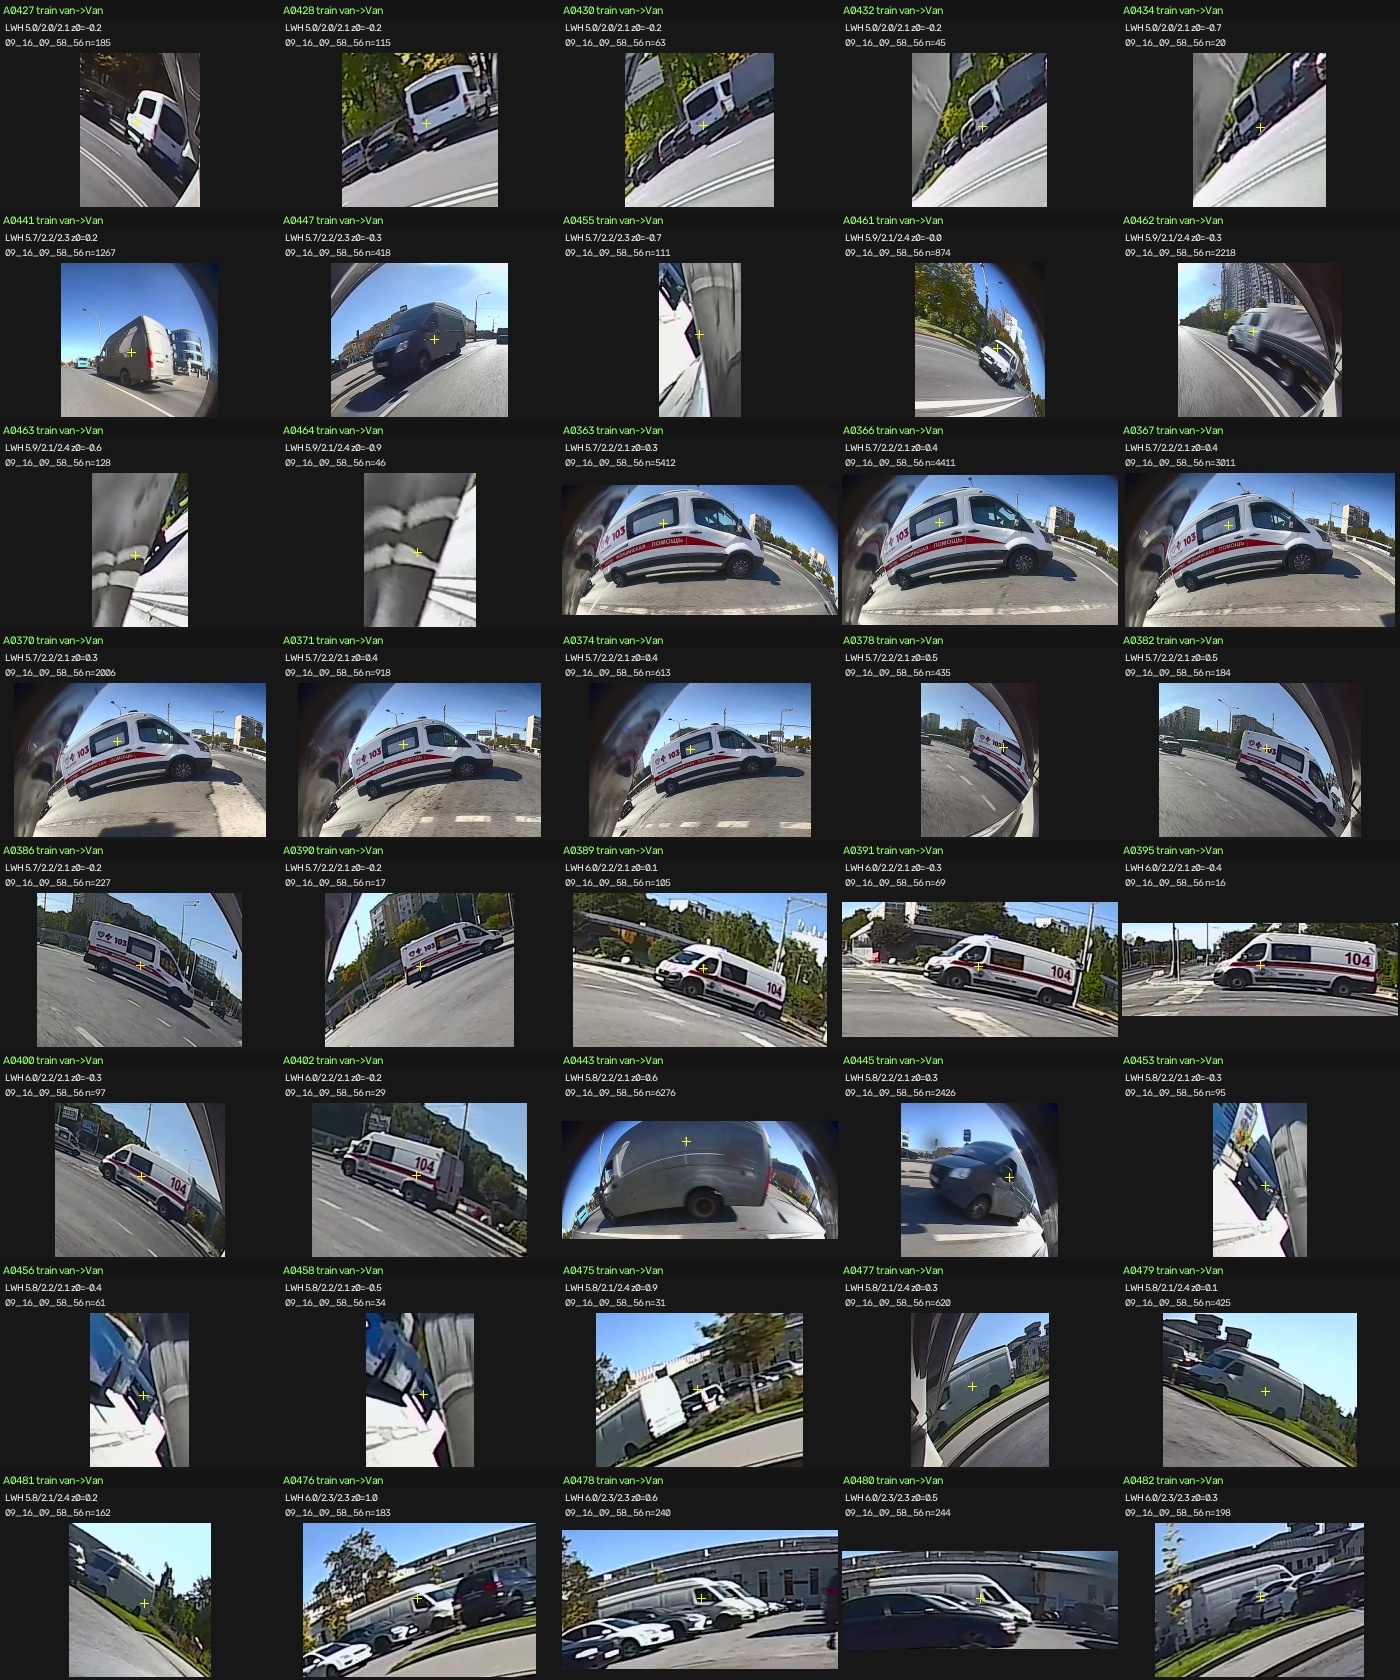 A0427 train van->Van
LWH 5.0/2.0/2.1 z0=-0.2
09_16_09_58_56 n=185
A0428 train van->Van
LWH 5.0/2.0/2.1 z0=-0.2
09_16_09_58_56 n=115
A0430 train van->Van
LWH 5.0/2.0/2.1 z0=-0.2
09_16_09_58_56 n=63
A0432 train van->Van
LWH 5.0/2.0/2.1 z0=-0.2
09_16_09_58_56 n=45
A0434 train van->Van
LWH 5.0/2.0/2.1 z0=-0.7
09_16_09_58_56 n=20
A0441 train van->Van
LWH 5.7/2.2/2.3 z0=0.2
09_16_09_58_56 n=1267
A0447 train van->Van
LWH 5.7/2.2/2.3 z0=-0.3
09_16_09_58_56 n=418
A0455 train van->Van
LWH 5.7/2.2/2.3 z0=-0.7
09_16_09_58_56 n=111
A0461 train van->Van
LWH 5.9/2.1/2.4 z0=-0.0
09_16_09_58_56 n=874
A0462 train van->Van
LWH 5.9/2.1/2.4 z0=-0.3
09_16_09_58_56 n=2218
A0463 train van->Van
LWH 5.9/2.1/2.4 z0=-0.6
09_16_09_58_56 n=128
A0464 train van->Van
LWH 5.9/2.1/2.4 z0=-0.9
09_16_09_58_56 n=46
A0363 train van->Van
LWH 5.7/2.2/2.1 z0=0.3
09_16_09_58_56 n=5412
103
МЕДИЦИНСКАЯ ПОМОЩЬ
A0366 train van->Van
LWH 5.7/2.2/2.1 z0=0.4
09_16_09_58_56 n=4411
103
МЕДИЦИНСКАЯ ПОМОЩЬ
A0367 train van->Van
LWH 5.7/2.2/2.1 z0=0.4
09_16_09_58_56 n=3011
103
МЕДИЦИНСКАЯ ПОМОЩЬ
A0370 train van->Van
LWH 5.7/2.2/2.1 z0=0.3
09_16_09_58_56 n=2006
103
A0371 train van->Van
LWH 5.7/2.2/2.1 z0=0.4
09_16_09_58_56 n=918
103
A0374 train van->Van
LWH 5.7/2.2/2.1 z0=0.4
09_16_09_58_56 n=613
103
A0378 train van->Van
LWH 5.7/2.2/2.1 z0=0.5
09_16_09_58_56 n=435
A0382 train van->Van
LWH 5.7/2.2/2.1 z0=0.5
09_16_09_58_56 n=184
103
A0386 train van->Van
LWH 5.7/2.2/2.1 z0=-0.2
09_16_09_58_56 n=227
103
A0390 train van->Van
LWH 5.7/2.2/2.1 z0=-0.2
09_16_09_58_56 n=17
103
A0389 train van->Van
LWH 6.0/2.2/2.1 z0=0.1
09_16_09_58_56 n=105
104
A0391 train van->Van
LWH 6.0/2.2/2.1 z0=-0.3
09_16_09_58_56 n=69
104
A0395 train van->Van
LWH 6.0/2.2/2.1 z0=-0.4
09_16_09_58_56 n=16
104
A0400 train van->Van
LWH 6.0/2.2/2.1 z0=-0.3
09_16_09_58_56 n=97
104
A0402 train van->Van
LWH 6.0/2.2/2.1 z0=-0.2
09_16_09_58_56 n=29
104
A0443 train van->Van
LWH 5.8/2.2/2.1 z0=0.6
09_16_09_58_56 n=6276
A0445 train van->Van
LWH 5.8/2.2/2.1 z0=0.3
09_16_09_58_56 n=2426
A0453 train van->Van
LWH 5.8/2.2/2.1 z0=-0.3
09_16_09_58_56 n=95
A0456 train van->Van
LWH 5.8/2.2/2.1 z0=-0.4
09_16_09_58_56 n=61
A0458 train van->Van
LWH 5.8/2.2/2.1 z0=-0.5
09_16_09_58_56 n=34
A0475 train van->Van
LWH 5.8/2.1/2.4 z0=0.9
09_16_09_58_56 n=31
A0477 train van->Van
LWH 5.8/2.1/2.4 z0=0.3
09_16_09_58_56 n=620
A0479 train van->Van
LWH 5.8/2.1/2.4 z0=0.1
09_16_09_58_56 n=425
A0481 train van->Van
LWH 5.8/2.1/2.4 z0=0.2
09_16_09_58_56 n=162
A0476 train van->Van
LWH 6.0/2.3/2.3 z0=1.0
09_16_09_58_56 n=183
A0478 train van->Van
LWH 6.0/2.3/2.3 z0=0.6
09_16_09_58_56 n=240
A0480 train van->Van
LWH 6.0/2.3/2.3 z0=0.5
09_16_09_58_56 n=244
A0482 train van->Van
LWH 6.0/2.3/2.3 z0=0.3
09_16_09_58_56 n=198